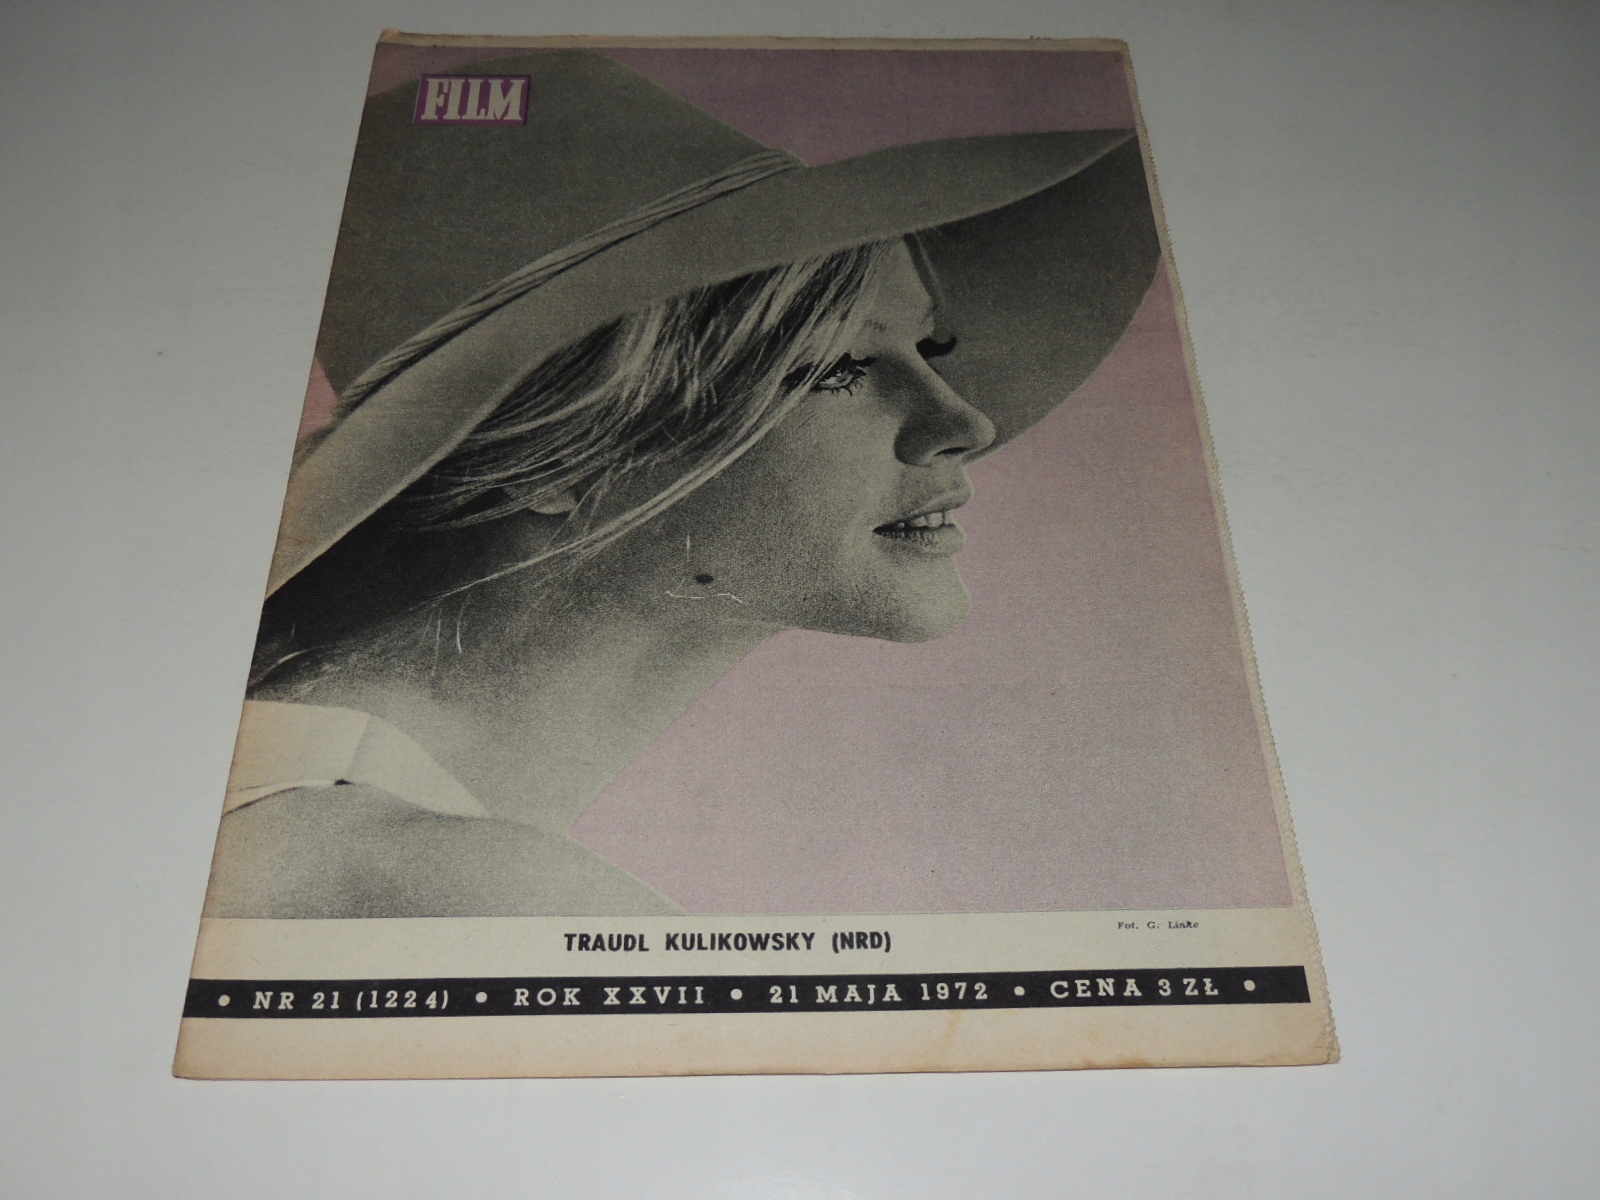 FILM
Fot. G. Linke
TRAUDL KULIKOWSKY (NRD)
• NR 21 (1224) • ROK XXVII • 21 MAJA 1972 • CENA 3 ZŁ •